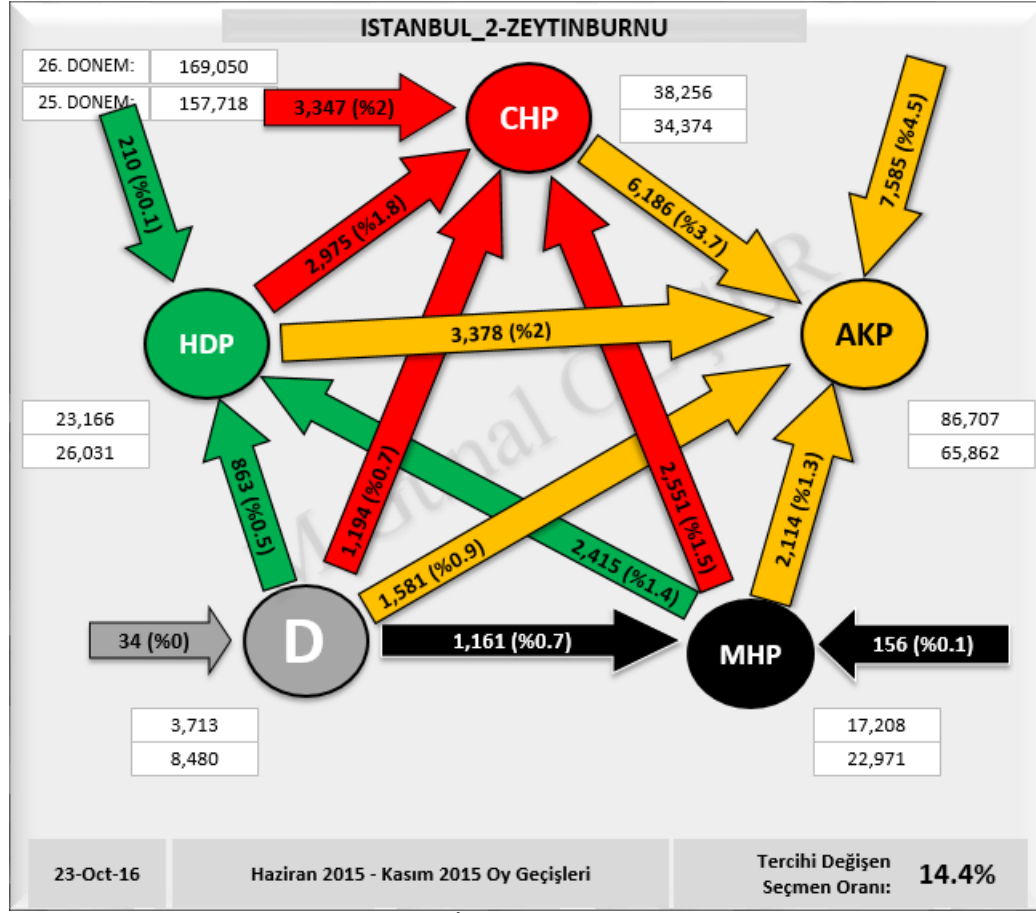 ISTANBUL_2-ZEYTINBURNU
26. DONEM: 169,050
25. DONEM: 157,718
3,347 (%2)
CHP
38,256
34,374
7,585 (%4.5)
210 (%0.1)
2,975 (%1.8)
6,186 (%3.7)
HDP
3,378 (%2)
AKP
23,166
26,031
86,707
65,862
863 (%0.5)
1,194 (%0.7)
1,581 (%0.9)
2,415 (%1.4)
2,551 (%1.5)
2,114 (%1.3)
34 (%0)
D
1,161 (%0.7)
MHP
156 (%0.1)
3,713
8,480
17,208
22,971
23-Oct-16
Haziran 2015 - Kasım 2015 Oy Geçişleri
Tercihi Değişen
Seçmen Oranı:
14.4%